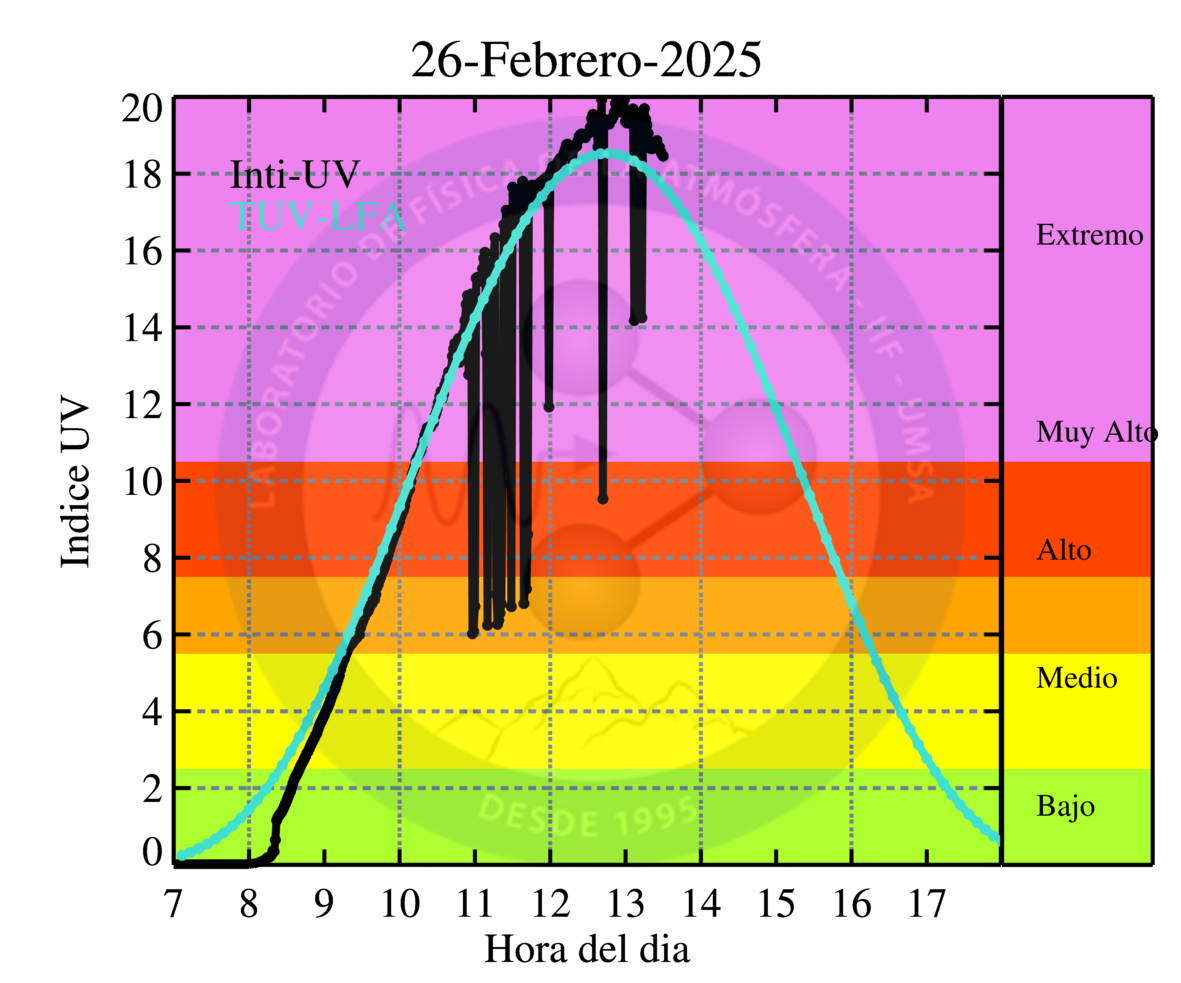 26-Febrero-2025
20
18
16
14
12
10
8
6
4
2
0
Indice UV
Inti-UV
TUV-LFA
LABORATORIO DE FÍSICA DE LA ATMÓSFERA - IIF - UMSA
DESDE 1995
Extremo
Muy Alto
Alto
Medio
Bajo
7 8 9 10 11 12 13 14 15 16 17
Hora del dia